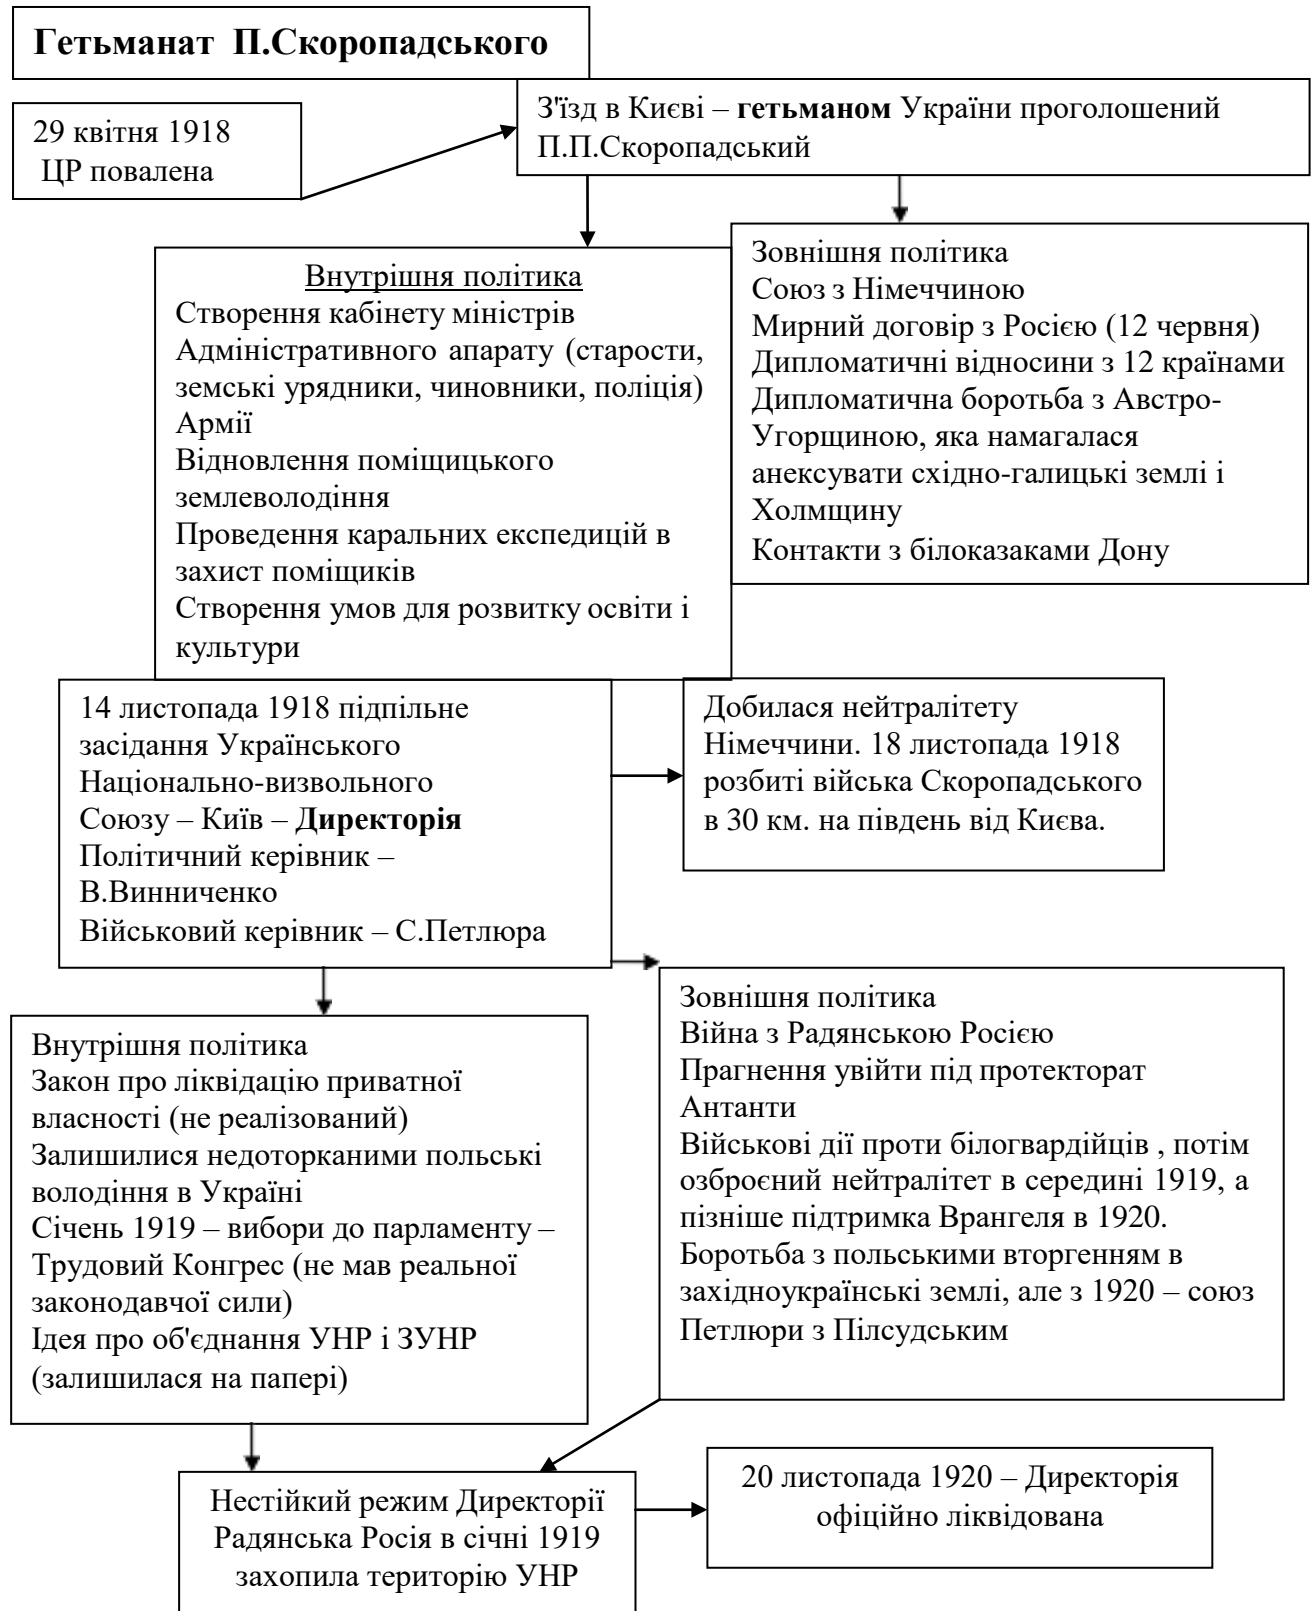 Гетьманат П.Скоропадського
29 квітня 1918
ЦР повалена
З'їзд в Києві – гетьманом України проголошений
П.П.Скоропадський
Внутрішня політика
Створення кабінету міністрів
Адміністративного апарату (старости,
земські урядники, чиновники, поліція)
Армії
Відновлення поміщицького
землеволодіння
Проведення каральних експедицій в
захист поміщиків
Створення умов для розвитку освіти і
культури
Зовнішня політика
Союз з Німеччиною
Мирний договір з Росією (12 червня)
Дипломатичні відносини з 12 країнами
Дипломатична боротьба з Австро-
Угорщиною, яка намагалася
анексувати східно-галицькі землі і
Холмщину
Контакти з білоказаками Дону
14 листопада 1918 підпільне
засідання Українського
Національно-визвольного
Союзу – Київ – Директорія
Політичний керівник –
В.Винниченко
Військовий керівник – С.Петлюра
Добилася нейтралітету
Німеччини. 18 листопада 1918
розбиті війська Скоропадського
в 30 км. на південь від Києва.
Внутрішня політика
Закон про ліквідацію приватної
власності (не реалізований)
Залишилися недоторканими польські
володіння в Україні
Січень 1919 – вибори до парламенту –
Трудовий Конгрес (не мав реальної
законодавчої сили)
Ідея про об'єднання УНР і ЗУНР
(залишилася на папері)
Зовнішня політика
Війна з Радянською Росією
Прагнення увійти під протекторат
Антанти
Військові дії проти білогвардійців , потім
озброєний нейтралітет в середині 1919, а
пізніше підтримка Врангеля в 1920.
Боротьба з польськими вторгенням в
західноукраїнські землі, але з 1920 – союз
Петлюри з Пілсудським
Нестійкий режим Директорії
Радянська Росія в січні 1919
захопила територію УНР
20 листопада 1920 – Директорія
офіційно ліквідована